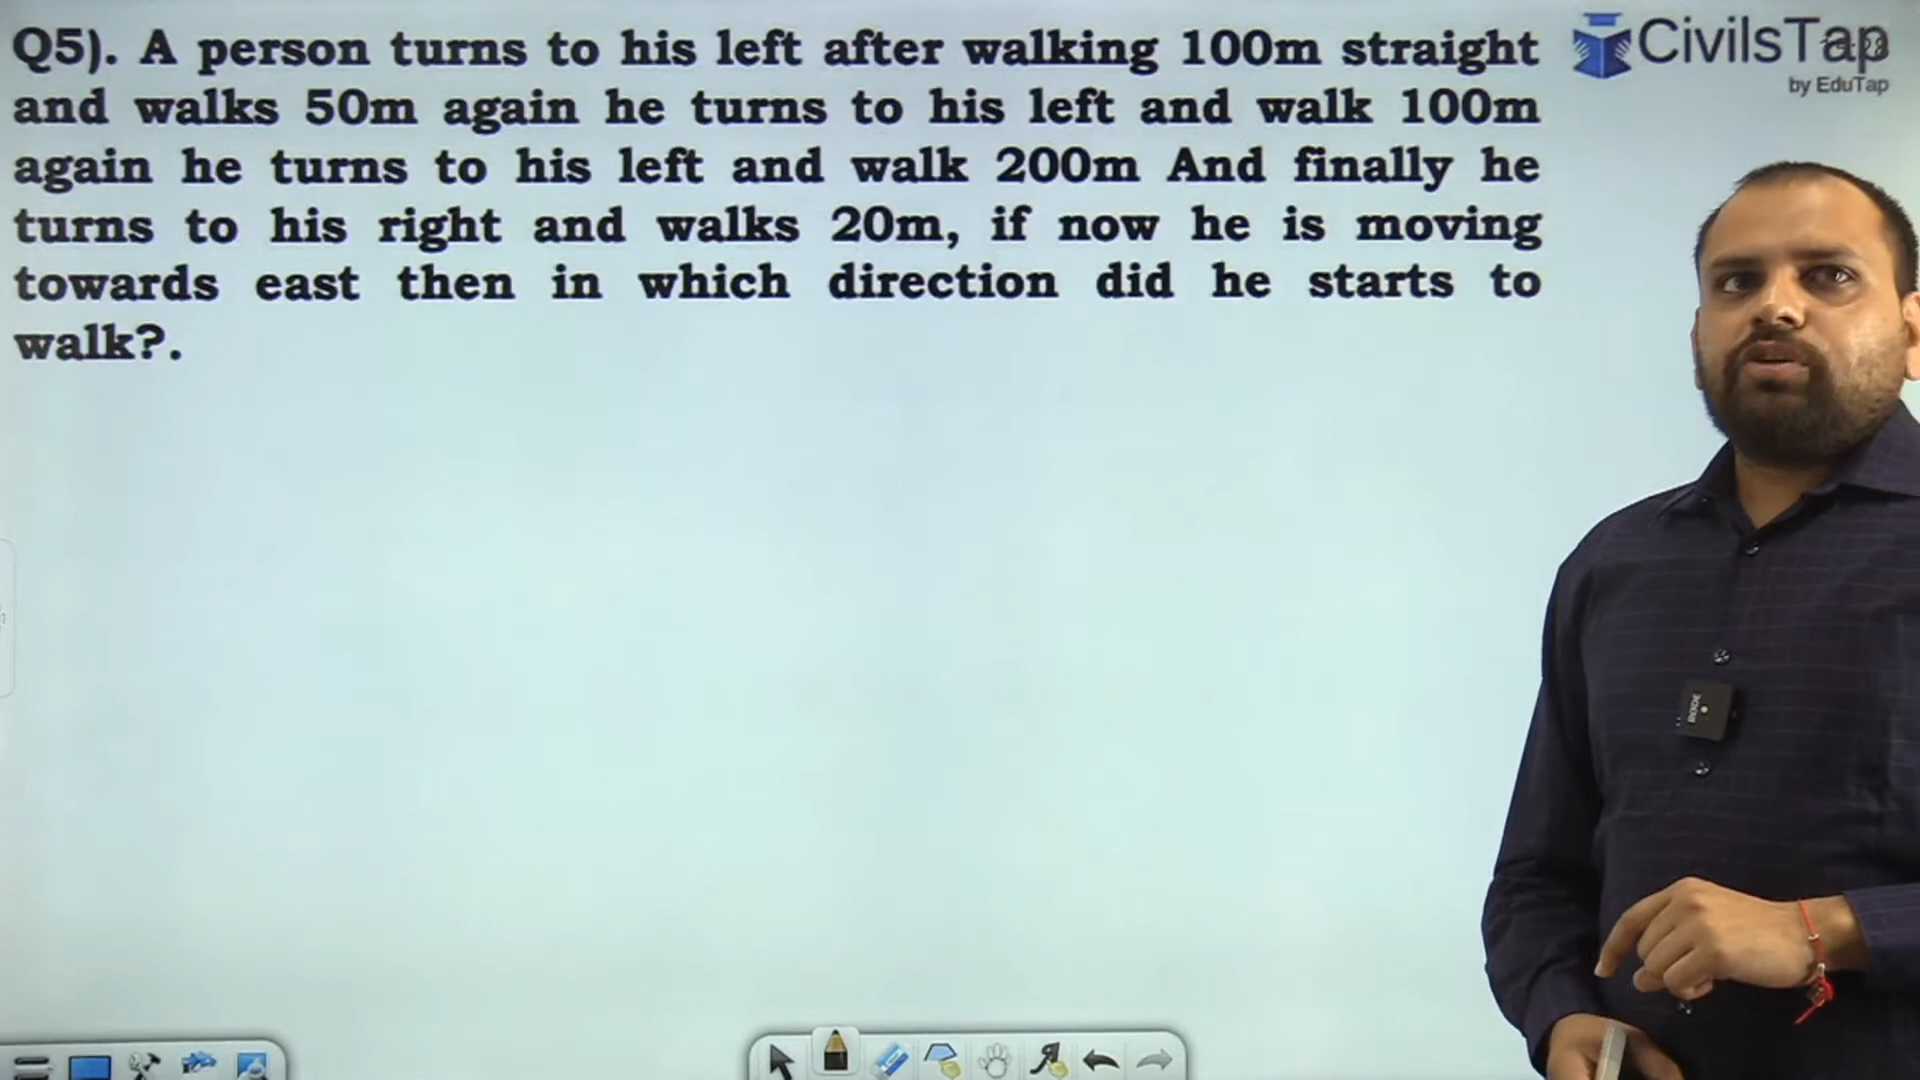 Q5). A person turns to his left after walking 100m straight
and walks 50m again he turns to his left and walk 100m
again he turns to his left and walk 200m And finally he
turns to his right and walks 20m, if now he is moving
towards east then in which direction did he starts to
walk?.
CivilsTap
by EduTap